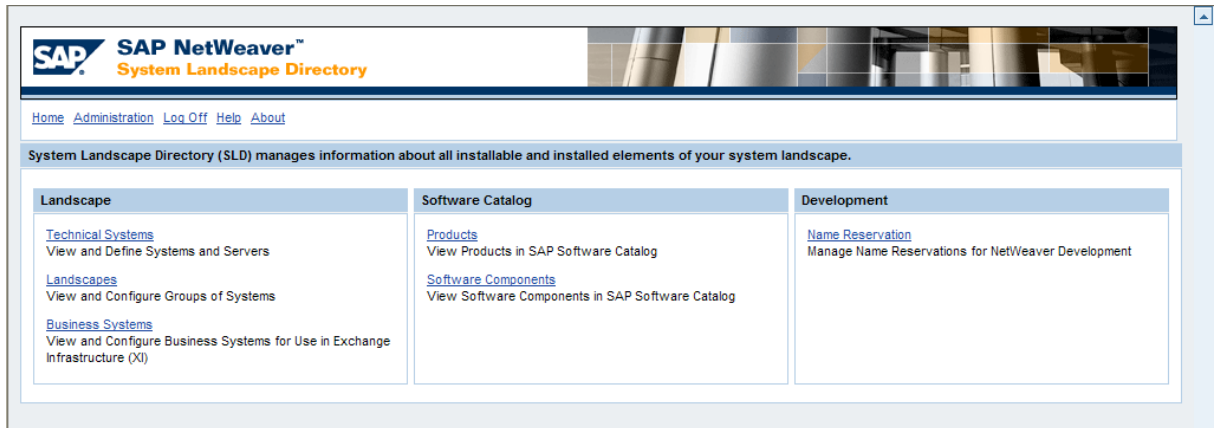 SAP
SAP NetWeaver™
System Landscape Directory
Home Administration Log Off Help About
System Landscape Directory (SLD) manages information about all installable and installed elements of your system landscape.
Landscape
Technical Systems
View and Define Systems and Servers
Landscapes
View and Configure Groups of Systems
Business Systems
View and Configure Business Systems for Use in Exchange
Infrastructure (XI)
Software Catalog
Products
View Products in SAP Software Catalog
Software Components
View Software Components in SAP Software Catalog
Development
Name Reservation
Manage Name Reservations for NetWeaver Development